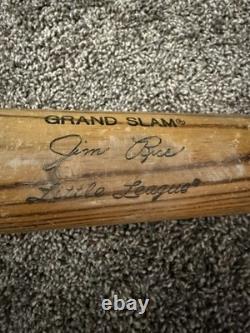 GRAND SLAM®
Jim Rice
Little League®
ebay